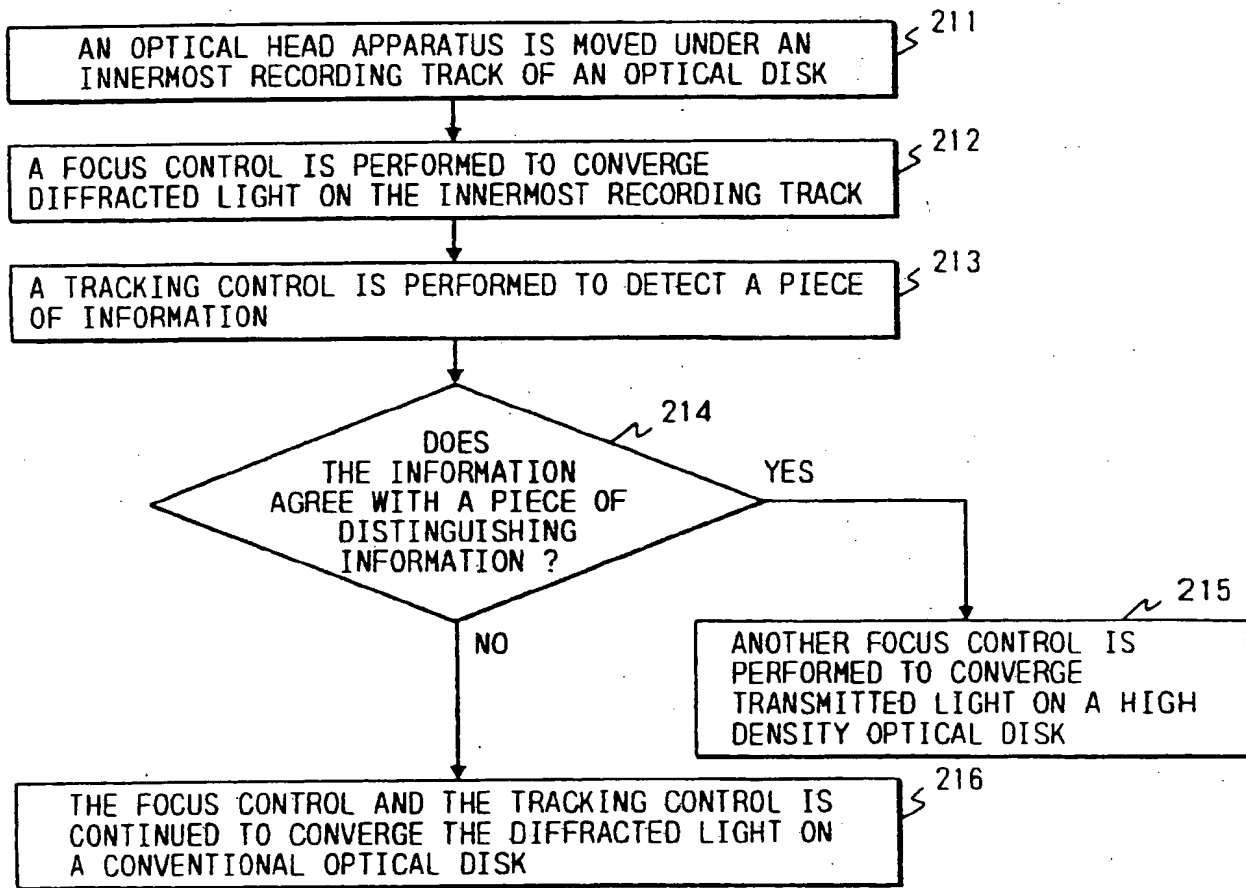 211
AN OPTICAL HEAD APPARATUS IS MOVED UNDER AN
INNERMOST RECORDING TRACK OF AN OPTICAL DISK
212
A FOCUS CONTROL IS PERFORMED TO CONVERGE
DIFFRACTED LIGHT ON THE INNERMOST RECORDING TRACK
213
A TRACKING CONTROL IS PERFORMED TO DETECT A PIECE
OF INFORMATION
214
DOES
THE INFORMATION
AGREE WITH A PIECE OF
DISTINGUISHING
INFORMATION ?
YES
NO
215
ANOTHER FOCUS CONTROL IS
PERFORMED TO CONVERGE
TRANSMITTED LIGHT ON A HIGH
DENSITY OPTICAL DISK
216
THE FOCUS CONTROL AND THE TRACKING CONTROL IS
CONTINUED TO CONVERGE THE DIFFRACTED LIGHT ON
A CONVENTIONAL OPTICAL DISK